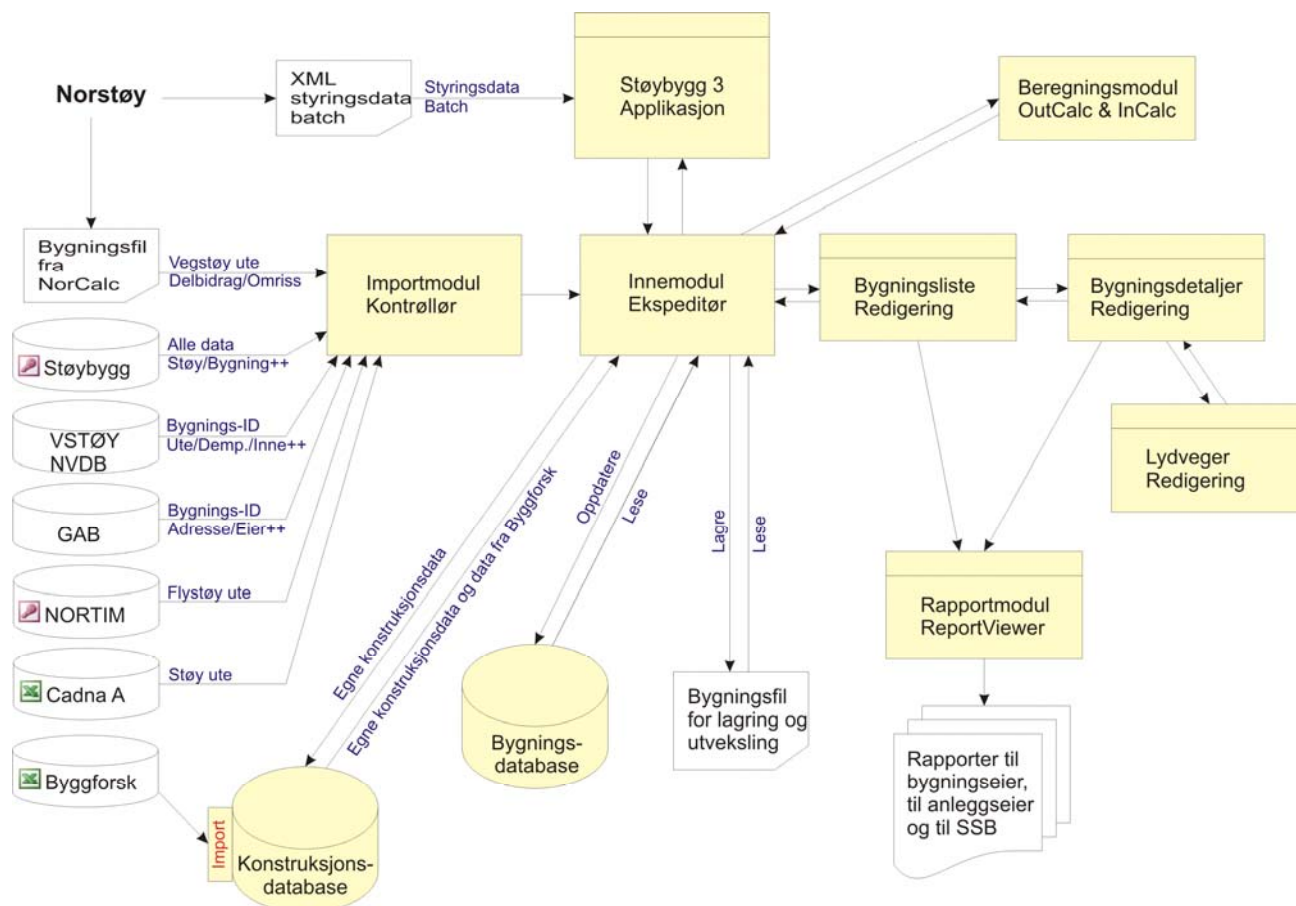 Norstøy
XML
styringsdata
batch
Styringsdata
Batch
Støybygg 3
Applikasjon
Beregningsmodul
OutCalc & InCalc
Bygningsfil
fra
NorCalc
Vegstøy ute
Delbidrag/Omriss
Importmodul
Kontrollør
Innemodul
Ekspeditør
Bygningsliste
Redigering
Bygningsdetaljer
Redigering
Støybygg
Alle data
Støy/Bygning++
VSTØY
NVDB
Bygnings-ID
Ute/Demp./Inne++
Lydveger
Redigering
GAB
Bygnings-ID
Adresse/Eier++
NORTIM
Flystøy ute
Cadna A
Støy ute
Byggforsk
Import
Konstruksjons-
database
Egne konstruksjonsdata
Egne konstruksjonsdata og data fra Byggforsk
Oppdatere
Lese
Bygnings-
database
Lagre
Lese
Bygningsfil
for lagring og
utveksling
Rapportmodul
ReportViewer
Rapporter til
bygningseier,
til anleggseier
og til SSB